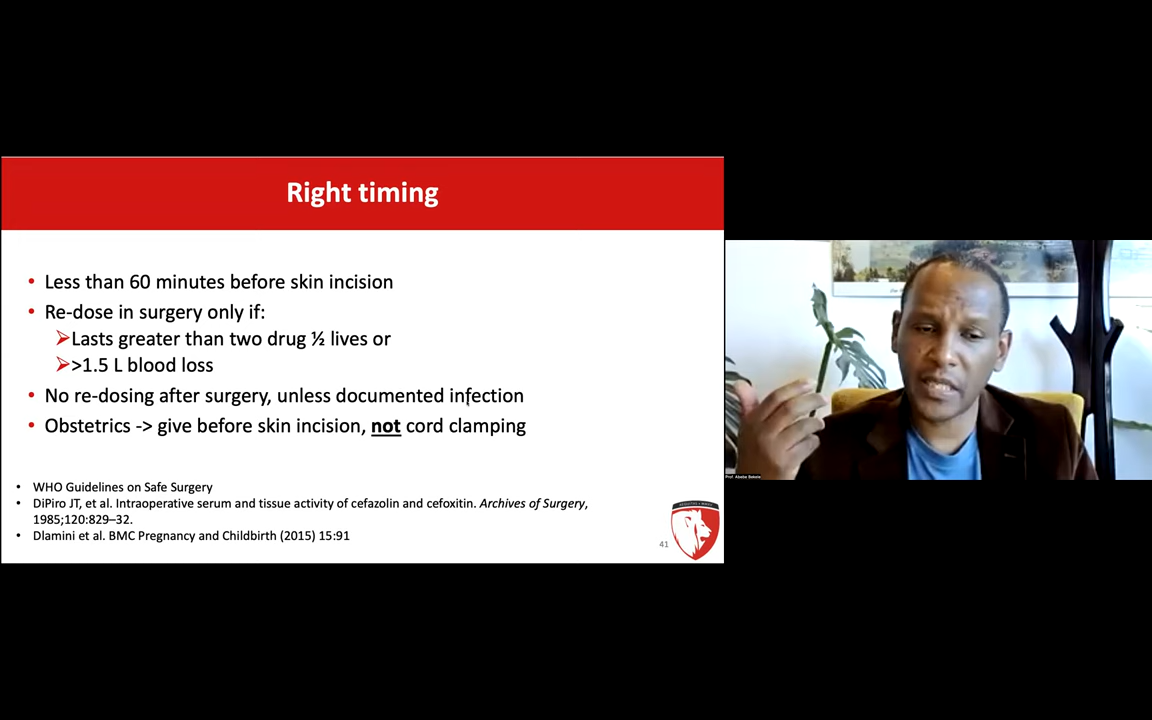 Right timing
• Less than 60 minutes before skin incision
• Re-dose in surgery only if:
➢Lasts greater than two drug ½ lives or
➢>1.5 L blood loss
• No re-dosing after surgery, unless documented infection
• Obstetrics -> give before skin incision, not cord clamping
• WHO Guidelines on Safe Surgery
• DiPiro JT, et al. Intraoperative serum and tissue activity of cefazolin and cefoxitin. Archives of Surgery,
1985;120:829–32.
• Dlamini et al. BMC Pregnancy and Childbirth (2015) 15:91
41
Prof. Abebe Bekele